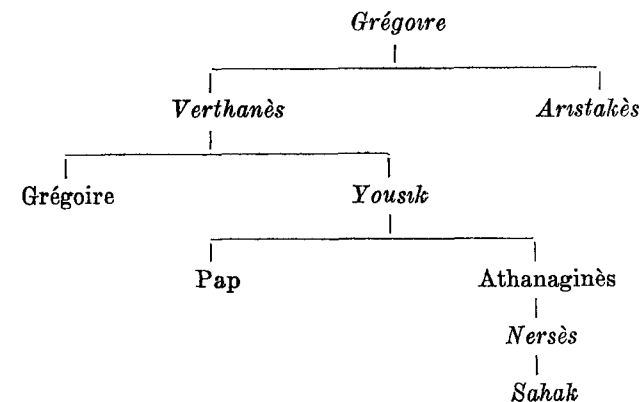 Grégoire
Verthanès Aristakès
Grégoire Yousik
Pap Athanaginès
Nersès
Sahak